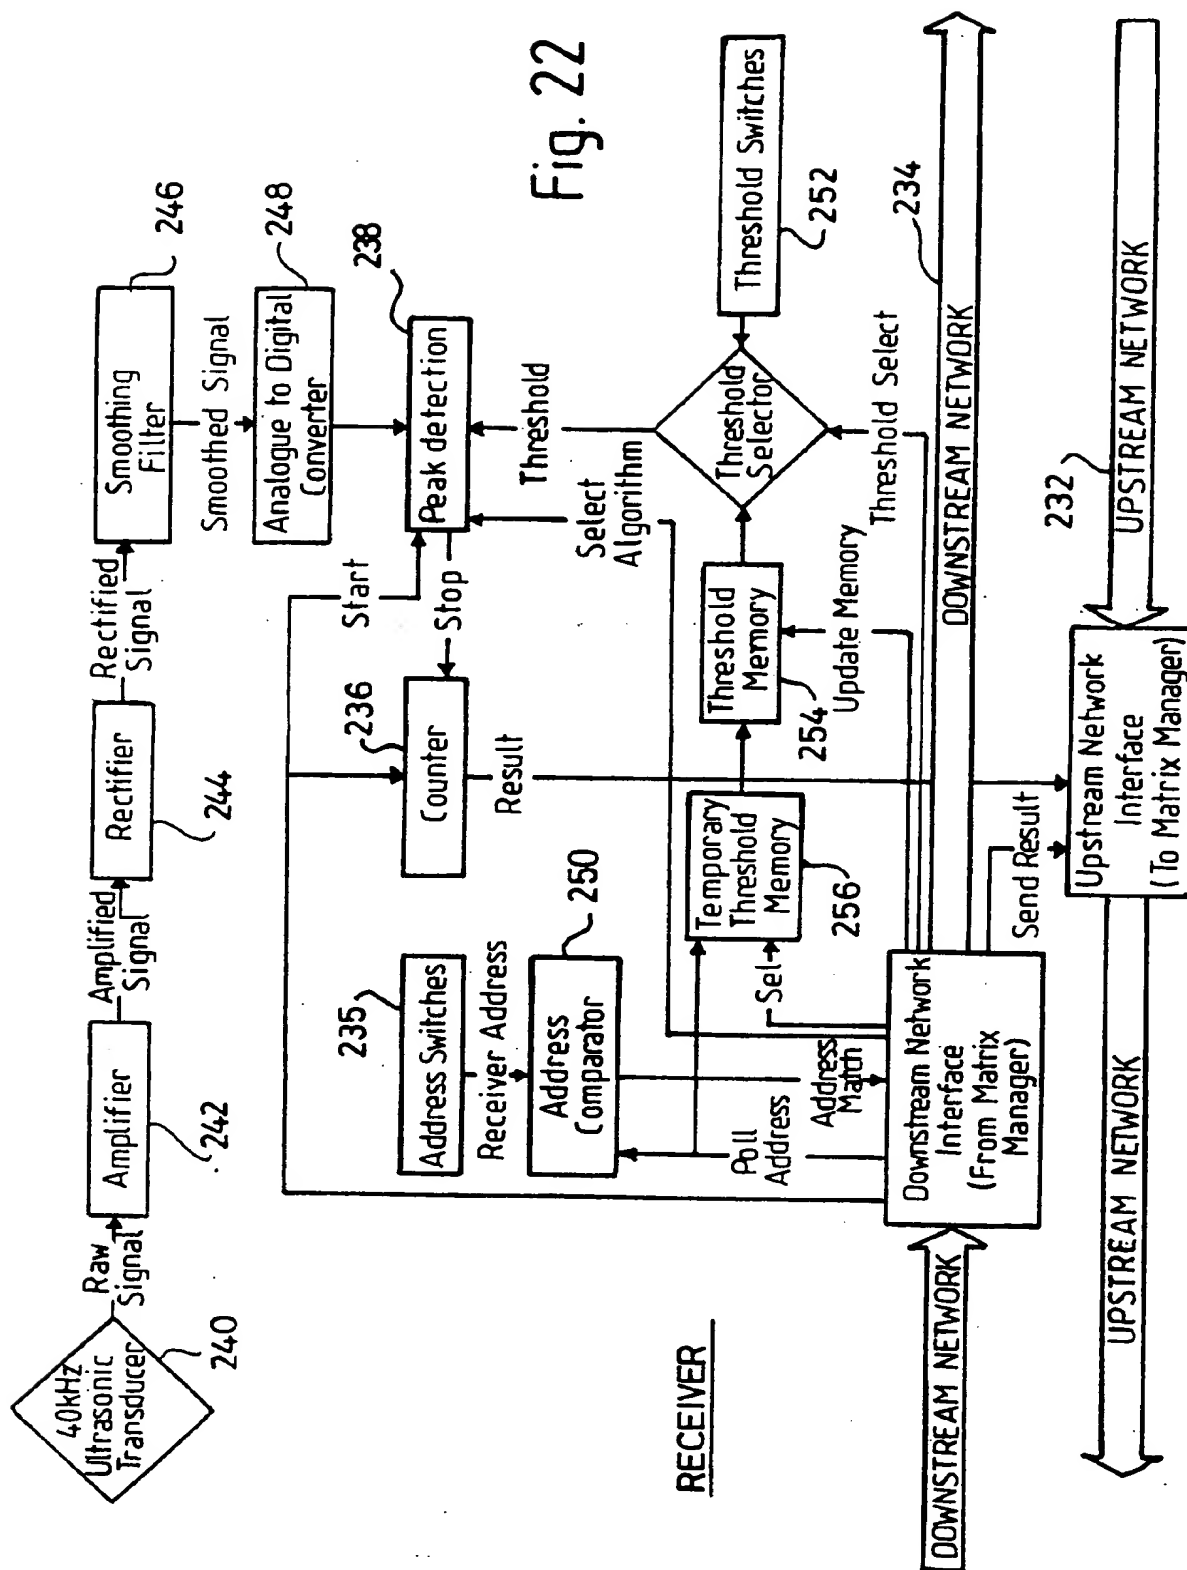 Fig. 22
40kHz
Ultrasonic
Transducer
240
Raw
Signal
Amplifier
242
Amplified
Signal
Rectifier
244
Rectified
Signal
Smoothing
Filter
246
Smoothed Signal
Analogue to Digital
Converter
248
Start
Peak detection
238
Stop
Counter
236
Result
Threshold
Select
Algorithm
Address Switches
235
Receiver Address
Address
Comparator
250
Poll
Address
Address
Match
Sel
Temporary
Threshold
Memory
256
Threshold
Memory
254
Update Memory
Threshold
Selector
Threshold Switches
252
Threshold Select
RECEIVER
DOWNSTREAM NETWORK
Downstream Network
Interface
(From Matrix
Manager)
DOWNSTREAM NETWORK
234
Send Result
UPSTREAM NETWORK
Upstream Network
Interface
(To Matrix Manager)
UPSTREAM NETWORK
232